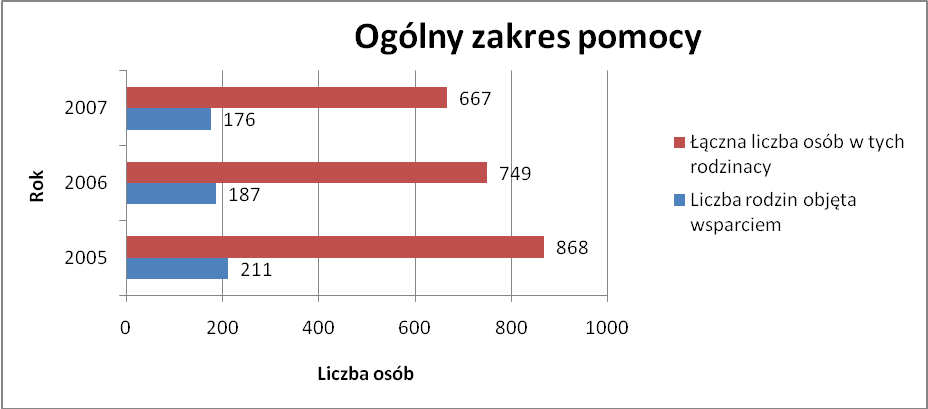 Ogólny zakres pomocy
2007
667
176
2006
749
187
2005
868
211
Rok
0 200 400 600 800 1000
Liczba osób
Łączna liczba osób w tych
rodzinacy
Liczba rodzin objęta
wsparciem